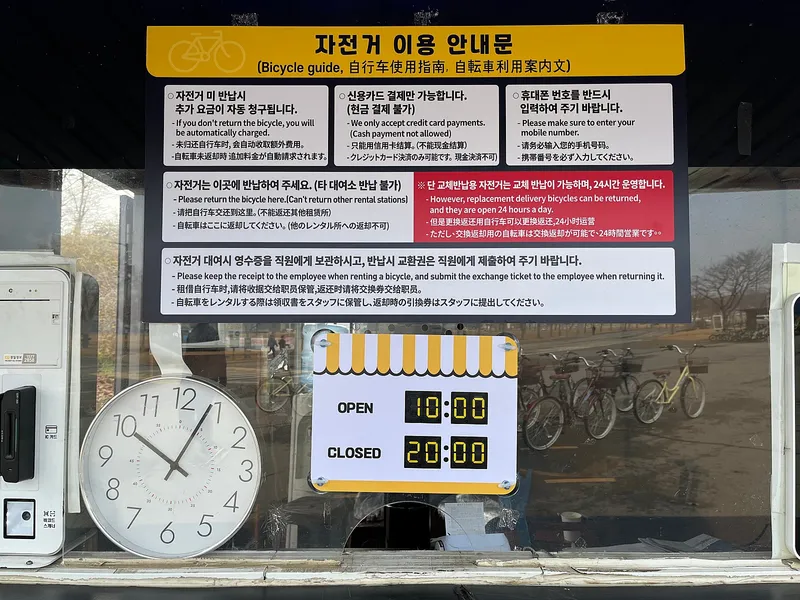 자전거 이용 안내문
(Bicycle guide, 自行车使用指南, 自転車利用案内文)
○ 자전거 미 반납시
추가 요금이 자동 청구됩니다.
- If you don't return the bicycle, you will
be automatically charged.
- 未归还自行车时, 会自动收取额外费用。
- 自転車未返却時 追加料金が自動請求されます。
○ 신용카드 결제만 가능합니다.
(현금 결제 불가)
- We only accept credit card payments.
(Cash payment not allowed)
- 只能用信用卡结算。(不能现金结算)
- クレジットカード決済のみ可能です。現金決済不可)
○ 휴대폰 번호를 반드시
입력하여 주기 바랍니다.
- Please make sure to enter your
mobile number.
- 请务必输入您的手机号码。
- 携帯番号を必ず入力してください。
○ 자전거는 이곳에 반납하여 주세요. (타 대여소 반납 불가)
- Please return the bicycle here.(Can't return other rental stations)
- 请把自行车交还到这里。(不能返还其他租赁所)
- 自転車はここに返却してください。(他のレンタル所への返却不可)
※ 단 교체반납용 자전거는 교체 반납이 가능하며, 24시간 운영합니다.
- However, replacement delivery bicycles can be returned,
and they are open 24 hours a day.
- 但是更换返还用自行车可以更换返还,24小时运营
- ただし、交換返却用の自転車は交換返却が可能で、24時間営業です。
○ 자전거 대여시 영수증을 직원에게 보관하시고, 반납시 교환권은 직원에게 제출하여 주기 바랍니다.
- Please keep the receipt to the employee when renting a bicycle, and submit the exchange ticket to the employee when returning it.
- 租借自行车时,请将收据交给职员保管,返还时请将交换券交给职员。
- 自転車をレンタルする際は領収書をスタッフに保管し、返却時の引換券はスタッフに提出してください。
OPEN 10:00
CLOSED 20:00
12
1
2
3
4
5
6
7
8
9
10
11